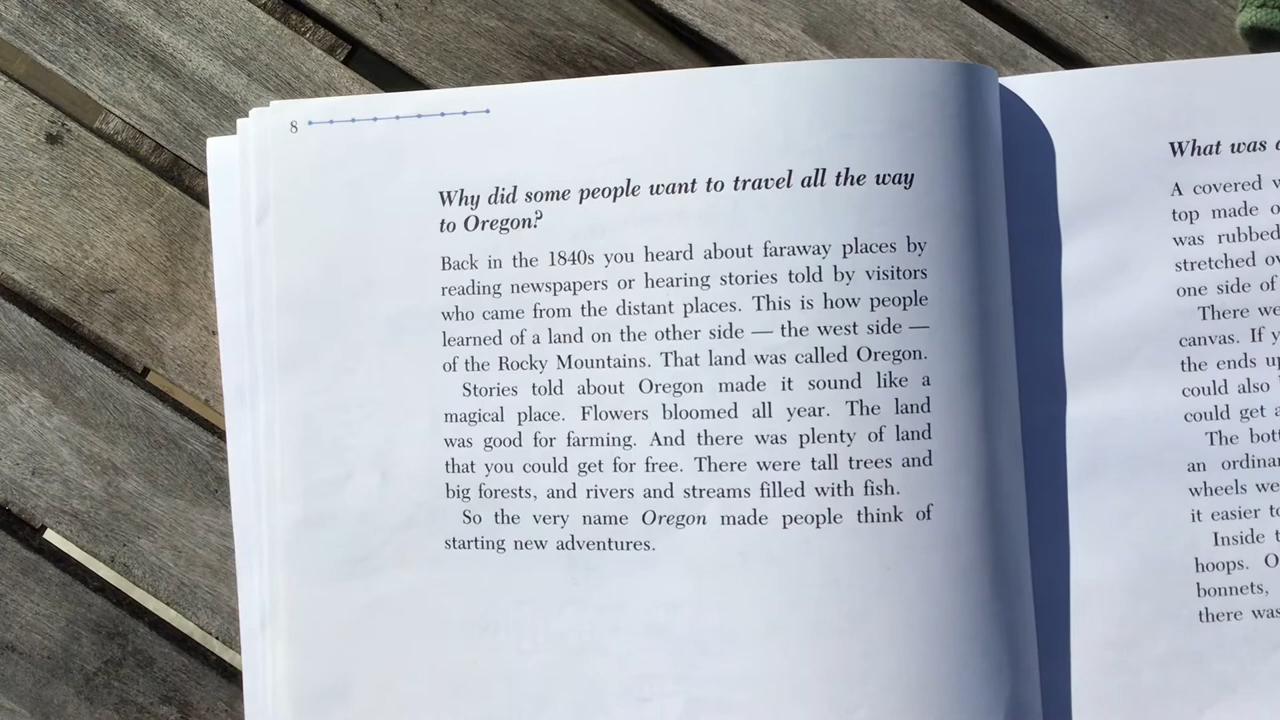 8
Why did some people want to travel all the way
to Oregon?
Back in the 1840s you heard about faraway places by
reading newspapers or hearing stories told by visitors
who came from the distant places. This is how people
learned of a land on the other side — the west side —
of the Rocky Mountains. That land was called Oregon.
Stories told about Oregon made it sound like a
magical place. Flowers bloomed all year. The land
was good for farming. And there was plenty of land
that you could get for free. There were tall trees and
big forests, and rivers and streams filled with fish.
So the very name Oregon made people think of
starting new adventures.
What was
A covered
top made
was rubbed
stretched
one side of
There
canvas. If
the ends
could also
could get
The
an
wheels
it easier
Inside
hoops.
bonnets,
there was